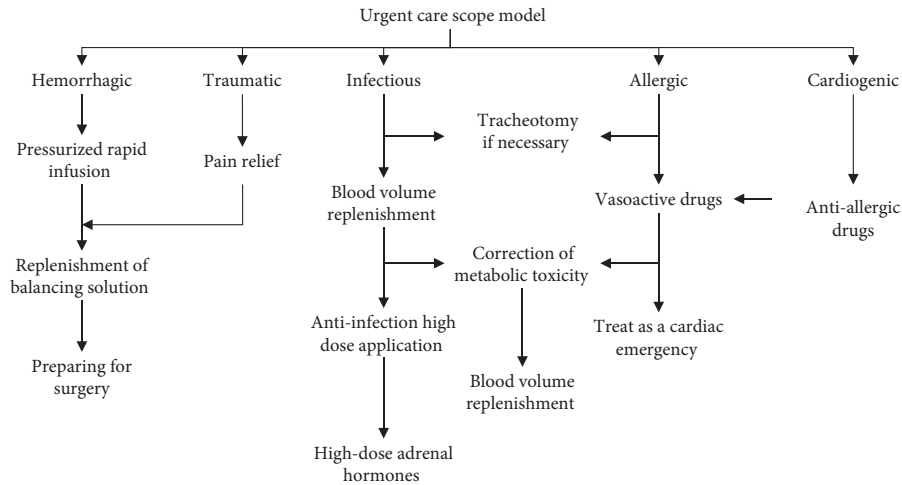 Urgent care scope model
Hemorrhagic
Traumatic
Infectious
Allergic
Cardiogenic
Pressurized rapid
infusion
Pain relief
Tracheotomy
if necessary
Blood volume
replenishment
Vasoactive drugs
Anti-allergic
drugs
Replenishment of
balancing solution
Correction of
metabolic toxicity
Anti-infection high
dose application
Treat as a cardiac
emergency
Preparing for
surgery
Blood volume
replenishment
High-dose adrenal
hormones